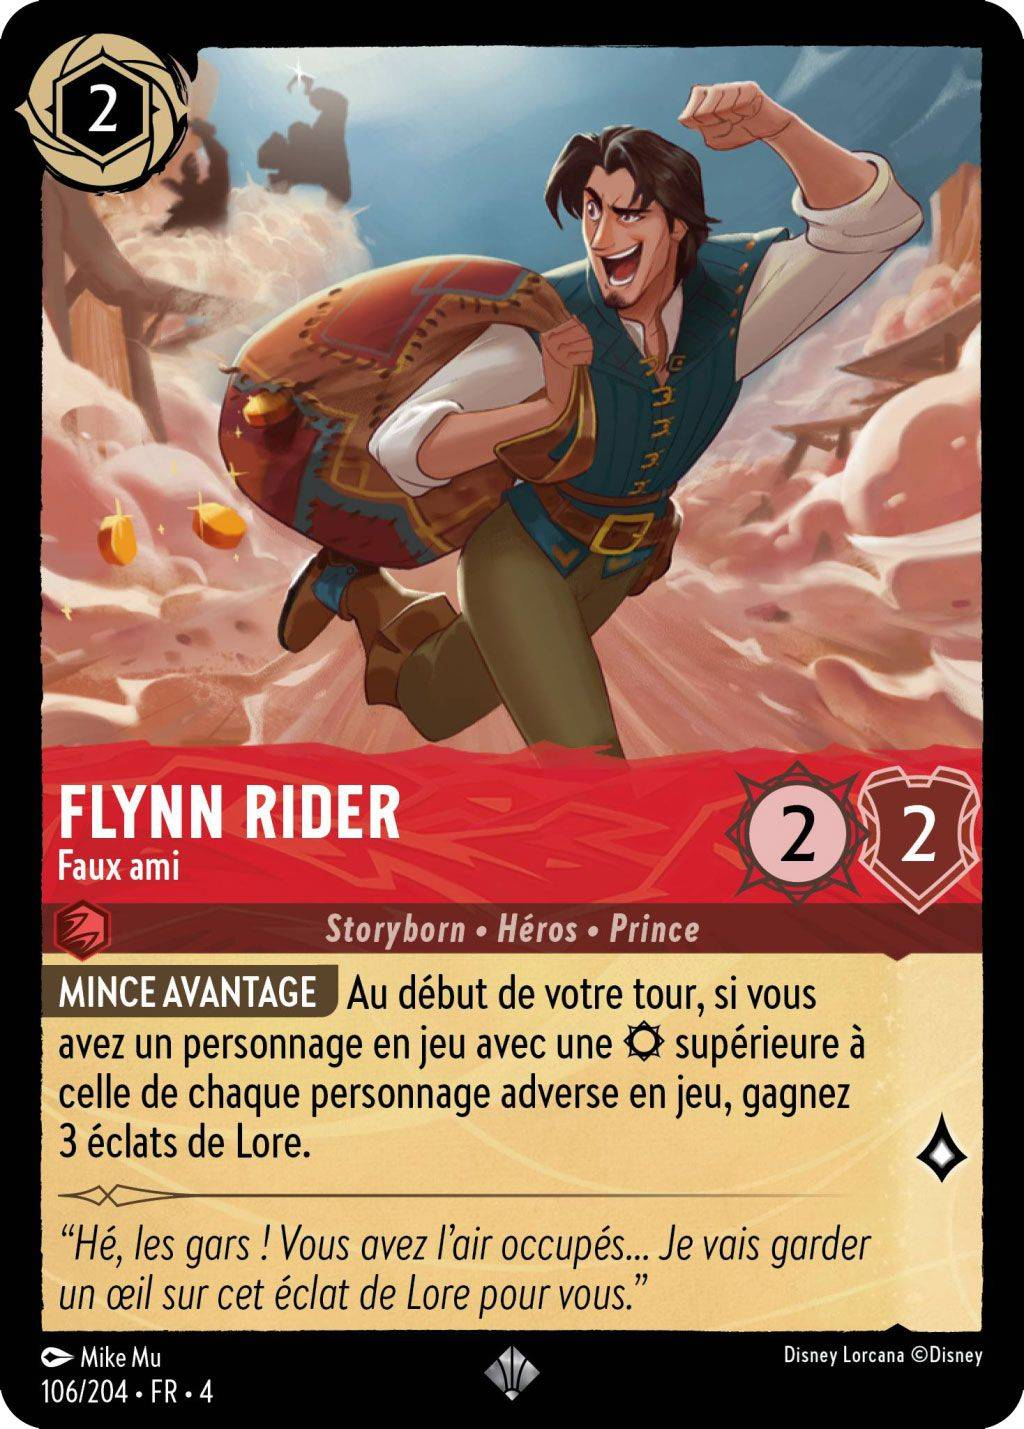 2
FLYNN RIDER
Faux ami
2
2
Storyborn • Héros • Prince
MINCE AVANTAGE Au début de votre tour, si vous
avez un personnage en jeu avec une supérieure à
celle de chaque personnage adverse en jeu, gagnez
3 éclats de Lore.
“Hé, les gars ! Vous avez l’air occupés... Je vais garder
un œil sur cet éclat de Lore pour vous.”
Mike Mu
Disney Lorcana ©Disney
106/204 • FR • 4